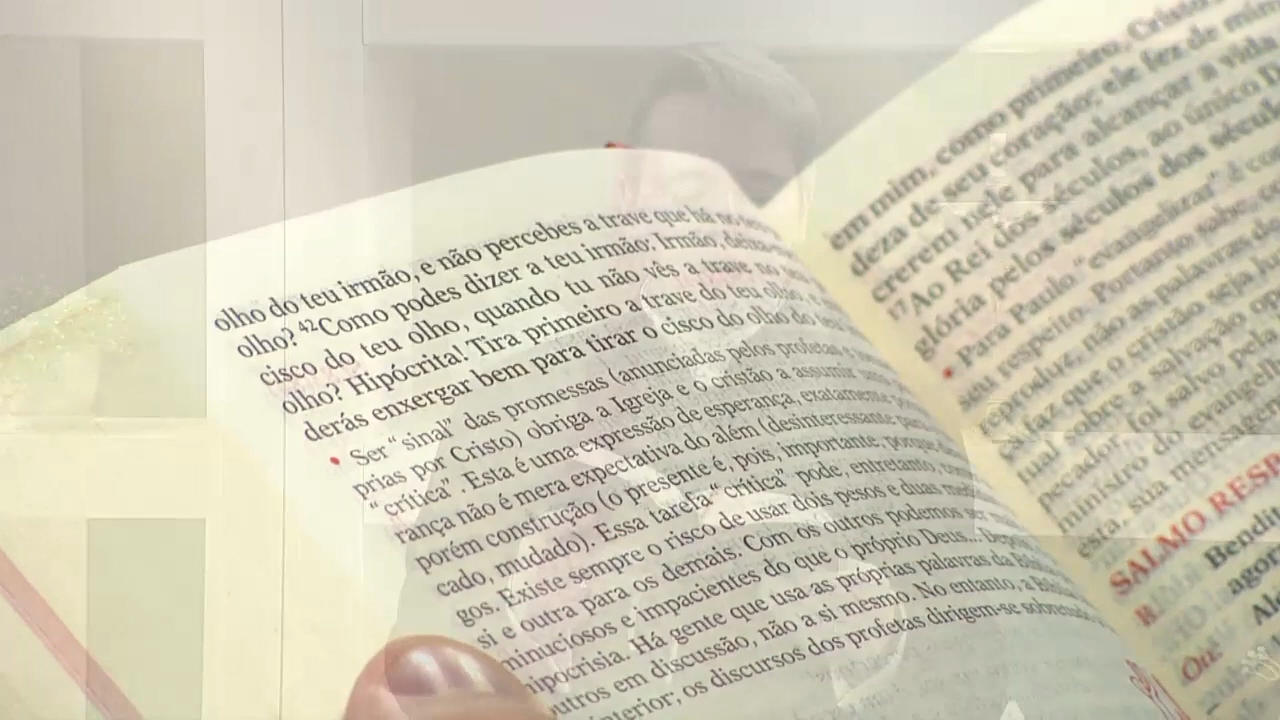 olho do teu irmão, e não percebes a trave que há no
olho? ⁴²Como podes dizer a teu irmão: Irmão, deixa
cisco do teu olho, quando tu não vês a trave no
olho? Hipócrita! Tira primeiro a trave do teu olho, e
derás enxergar bem para tirar o cisco do olho do teu
• Ser “sinal” das promessas (anunciadas pelos profetas e
prias por Cristo) obriga a Igreja e o cristão a assumir
“crítica”. Esta é uma expressão de esperança, exatamente
rança não é mera expectativa do além (desinteressante
porém construção (o presente é, pois, importante, porque
cado, mudado). Essa tarefa “crítica” pode, entretanto,
gos. Existe sempre o risco de usar dois pesos e duas
si e outra para os demais. Com os outros podemos ser
minuciosos e impacientes do que o próprio Deus...
hipocrisia. Há gente que usa as próprias palavras da
outros em discussão, não a si mesmo. No entanto, a
interior; os discursos dos profetas dirigem-se sobretudo
em mim, como primeiro, Cristo
deza de seu coração; ele fez de mim
crerem nele para alcançar a vida
¹⁷Ao Rei dos séculos, ao único
glória pelos séculos dos séculos
• Para Paulo “evangelizar” é
seu respeito. Portanto, sabe,
reproduz, não as palavras
ça faz que o cristão seja
tual sobre a salvação
pecador, foi salvo pela
ministro do evangelho
esta, sua mensagem
SALMO RESP
R. Bendi
agor
Ou: